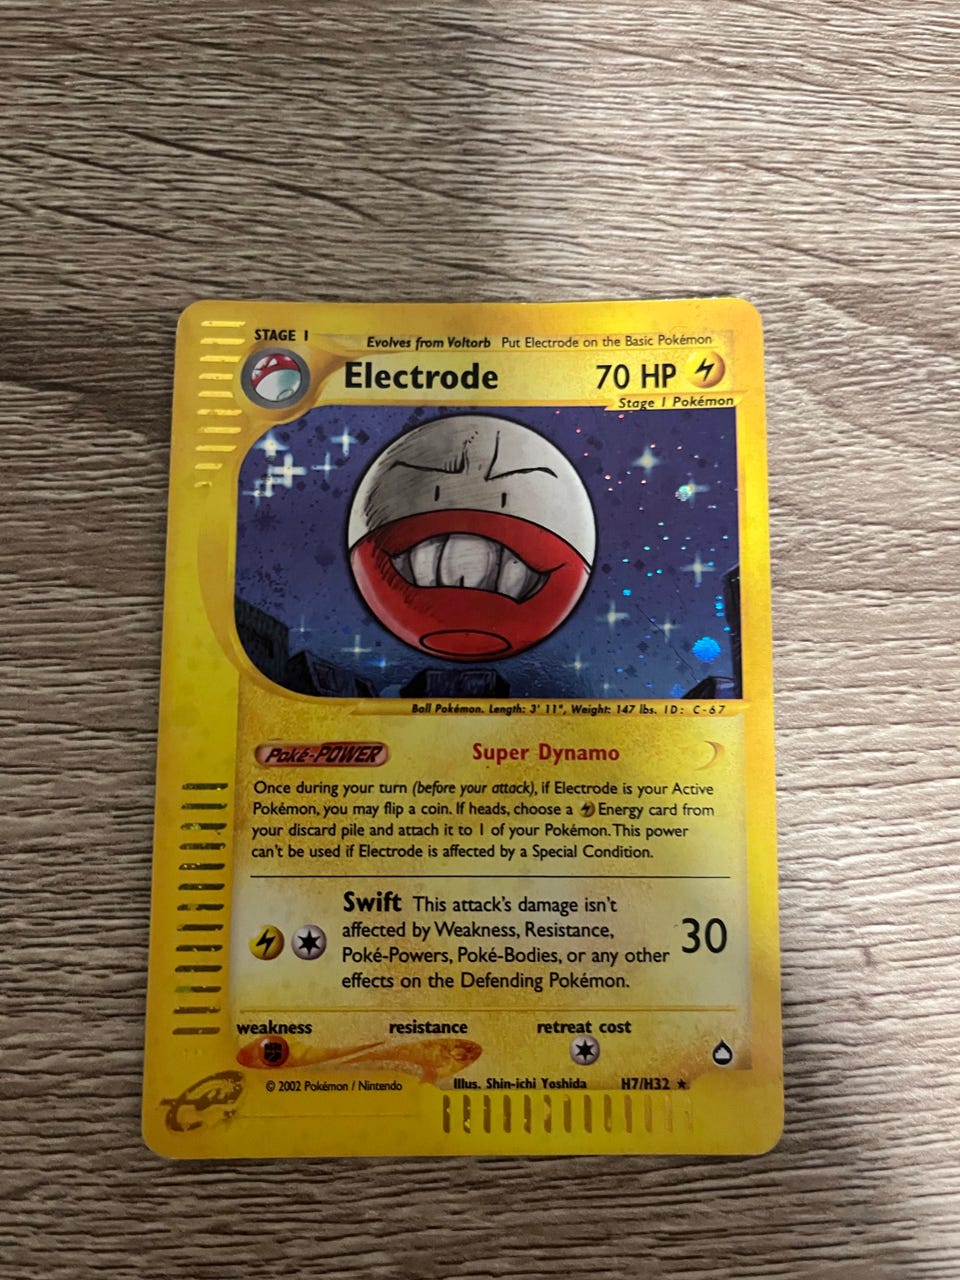 STAGE 1
Evolves from Voltorb Put Electrode on the Basic Pokémon
Electrode 70 HP
Stage 1 Pokémon
Ball Pokémon. Length: 3' 11", Weight: 147 lbs. ID: C-67
Poké-POWER Super Dynamo
Once during your turn (before your attack), if Electrode is your Active
Pokémon, you may flip a coin. If heads, choose a Energy card from
your discard pile and attach it to 1 of your Pokémon. This power
can't be used if Electrode is affected by a Special Condition.
Swift This attack's damage isn't
affected by Weakness, Resistance,
Poké-Powers, Poké-Bodies, or any other
effects on the Defending Pokémon.
30
weakness resistance retreat cost
© 2002 Pokémon / Nintendo Illus. Shin-ichi Yoshida H7/H32 ★
e